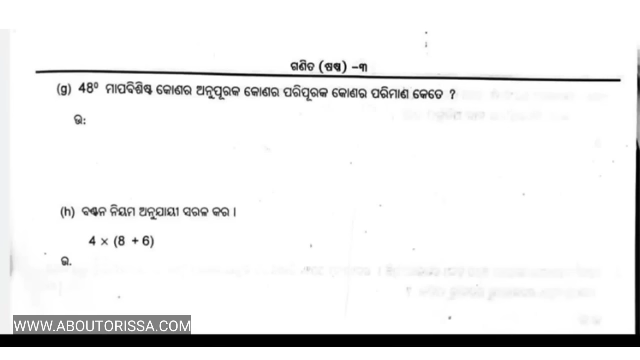 ଗଣିତ (ଷଷ୍ଠ) –୩
(g) 48° ମାପବିଶିଷ୍ଟ କୋଣର ଅନୁପୂରକ କୋଣର ପରିପୂରକ କୋଣର ପରିମାଣ କେତେ ?
ଉ:
(h) ବଣ୍ଟନ ନିୟମ ଅନୁଯାୟୀ ସରଳ କର ।
4 × (8 + 6)
ଉ.
WWW.ABOUTORISSA.COM